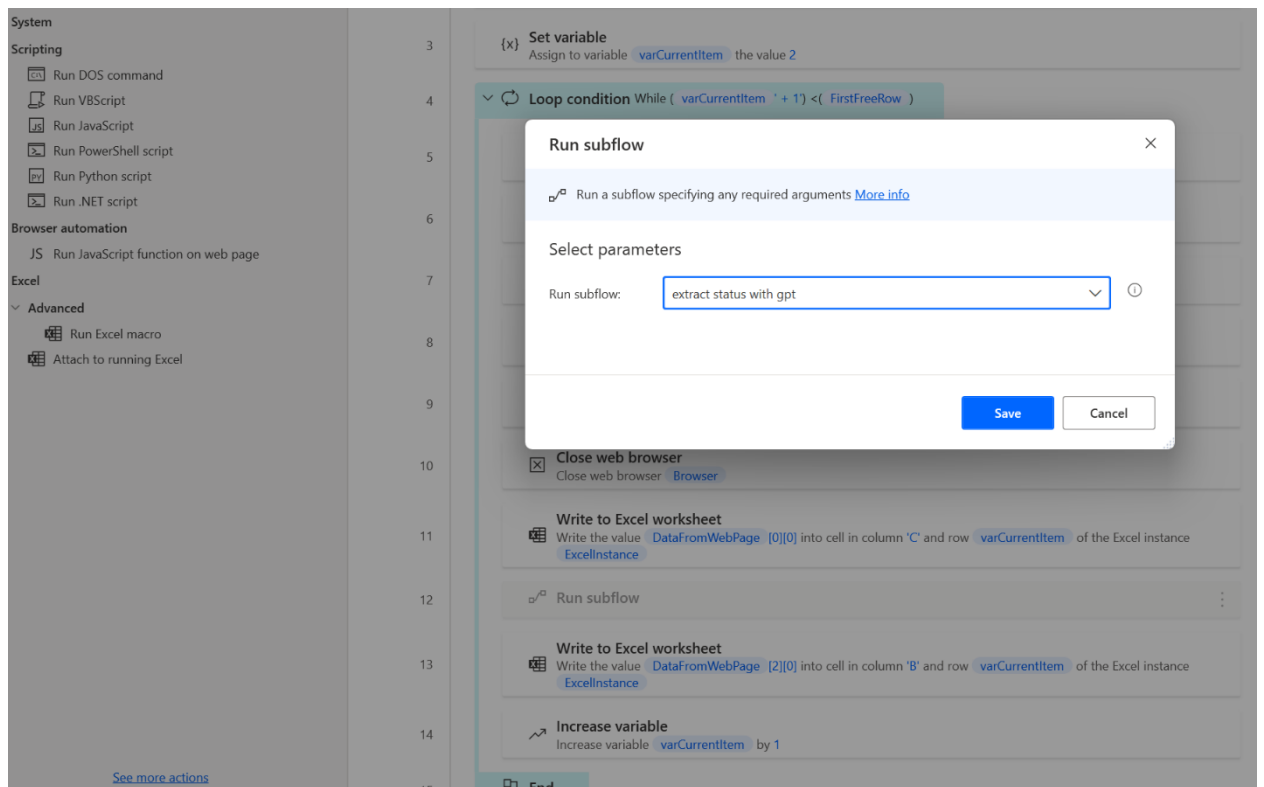 System
Scripting
Run DOS command
Run VBScript
Run JavaScript
Run PowerShell script
Run Python script
Run .NET script
Browser automation
JS Run JavaScript function on web page
Excel
Advanced
Run Excel macro
Attach to running Excel
See more actions
3
{x} Set variable
Assign to variable varCurrentItem the value 2
4
Loop condition While ( varCurrentItem ' + 1') <( FirstFreeRow )
5
6
7
8
9
Run subflow
Run a subflow specifying any required arguments More info
Select parameters
Run subflow: extract status with gpt
Save Cancel
10
Close web browser
Close web browser Browser
11
Write to Excel worksheet
Write the value DataFromWebPage [0][0] into cell in column 'C' and row varCurrentItem of the Excel instance
ExcelInstance
12
Run subflow
13
Write to Excel worksheet
Write the value DataFromWebPage [2][0] into cell in column 'B' and row varCurrentItem of the Excel instance
ExcelInstance
14
Increase variable
Increase variable varCurrentItem by 1
End